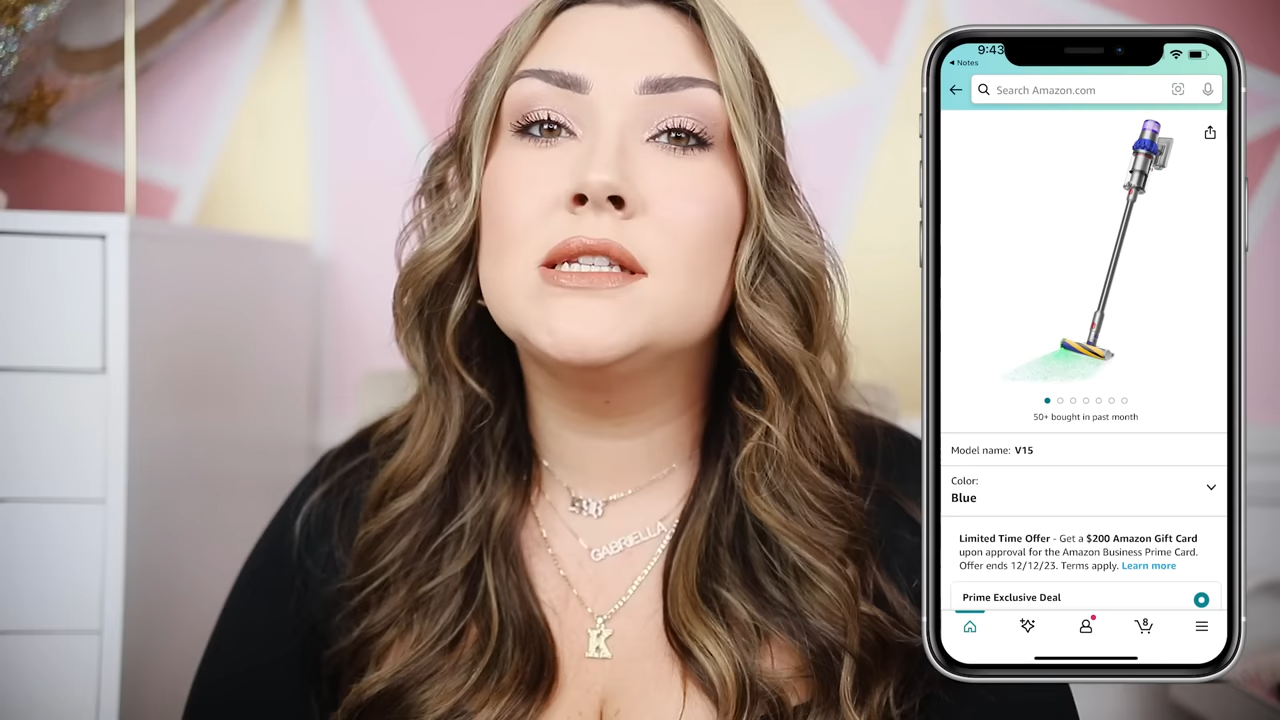 GABRIELLA
K
9:43
Notes
Search Amazon.com
50+ bought in past month
Model name: V15
Color:
Blue
Limited Time Offer - Get a $200 Amazon Gift Card
upon approval for the Amazon Business Prime Card.
Offer ends 12/12/23. Terms apply. Learn more
Prime Exclusive Deal
8